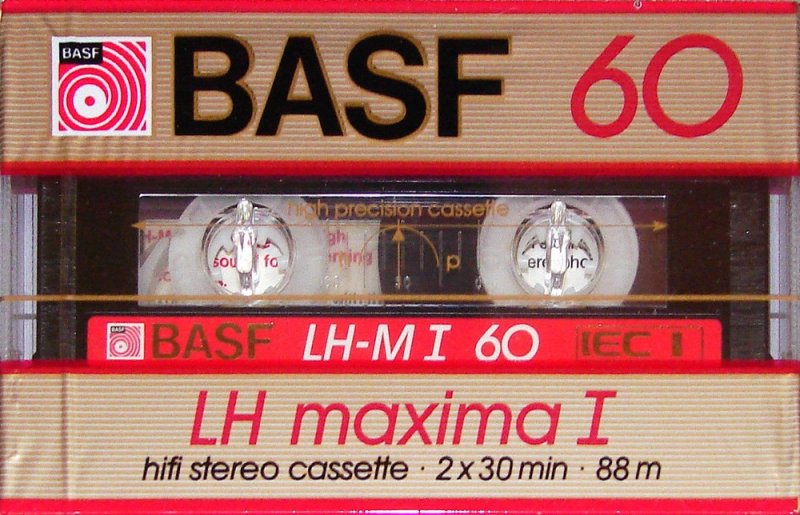 BASF
BASF 60
high precision cassette
p
BASF
BASF LH-M I 60 IEC I
LH maxima I
hifi stereo cassette · 2 x 30 min · 88 m